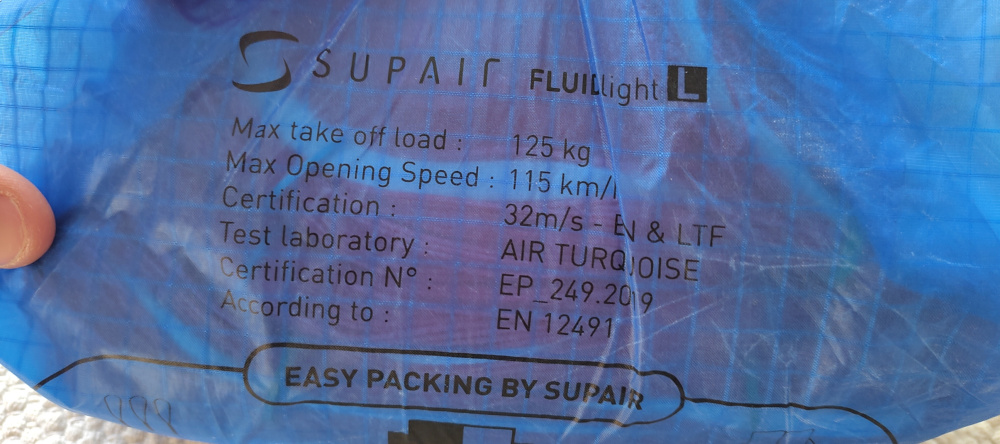 SUPAIR FLUIDlight L
Max take off load : 125 kg
Max Opening Speed : 115 km/h
Certification : 32m/s - EN & LTF
Test laboratory : AIR TURQUOISE
Certification N° : EP_249.2019
According to : EN 12491
EASY PACKING BY SUPAIR